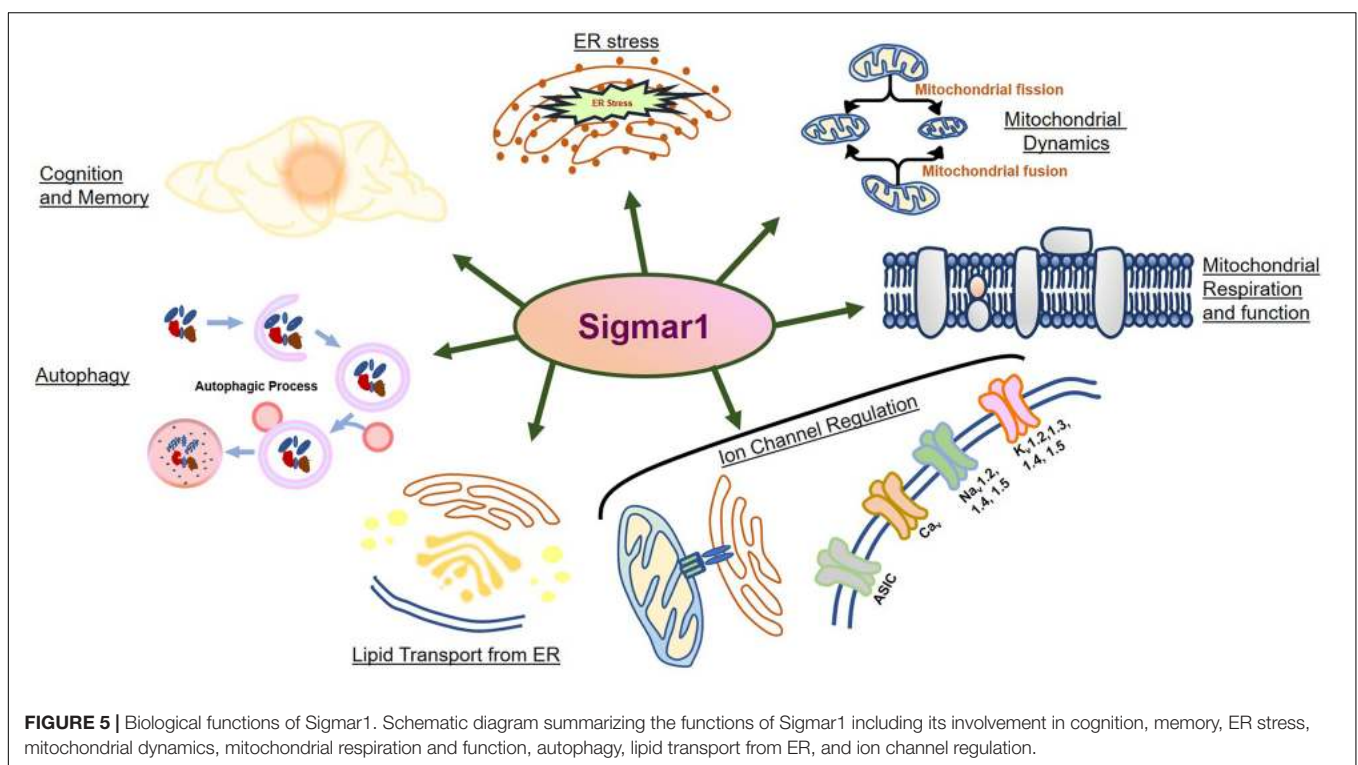 ER stress
ER Stress
Mitochondrial fission
Mitochondrial
Dynamics
Mitochondrial fusion
Cognition
and Memory
Mitochondrial
Respiration
and function
Sigmar1
Autophagy
Autophagic Process
Ion Channel Regulation
Kv1.2,1.3,
1.4, 1.5
Nav1.2,
1.4, 1.5
Cav
ASIC
Lipid Transport from ER
FIGURE 5 | Biological functions of Sigmar1. Schematic diagram summarizing the functions of Sigmar1 including its involvement in cognition, memory, ER stress,
mitochondrial dynamics, mitochondrial respiration and function, autophagy, lipid transport from ER, and ion channel regulation.